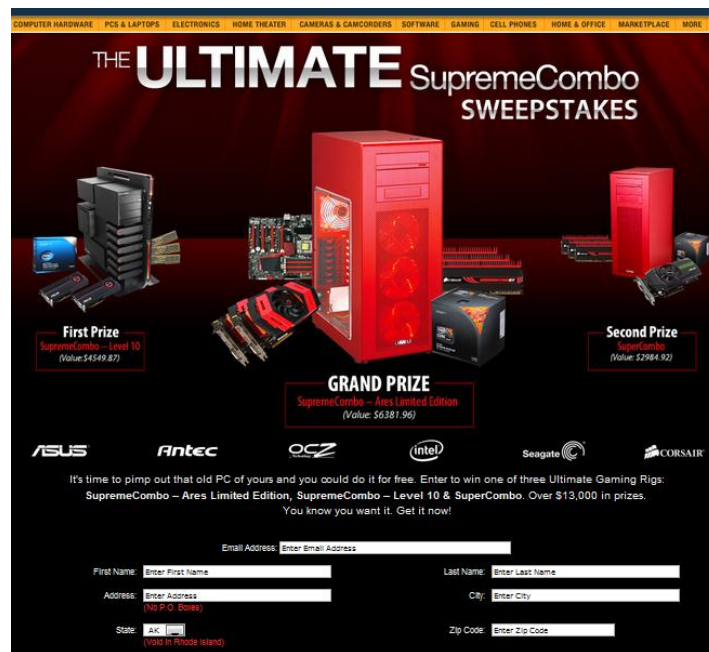 COMPUTER HARDWARE PCS & LAPTOPS ELECTRONICS HOME THEATER CAMERAS & CAMCORDERS SOFTWARE GAMING CELL PHONES HOME & OFFICE MARKETPLACE MORE
THE ULTIMATE SupremeCombo
SWEEPSTAKES
First Prize
SupremeCombo – Level 10
(Value:$4549.87)
Second Prize
SuperCombo
(Value: $2984.92)
GRAND PRIZE
SupremeCombo – Ares Limited Edition
(Value: $6381.96)
ASUS Antec OCZ intel Seagate CORSAIR
It's time to pimp out that old PC of yours and you could do it for free. Enter to win one of three Ultimate Gaming Rigs:
SupremeCombo – Ares Limited Edition, SupremeCombo – Level 10 & SuperCombo. Over $13,000 in prizes.
You know you want it. Get it now!
Email Address: Enter Email Address
First Name: Enter First Name Last Name: Enter Last Name
Address: Enter Address City: Enter City
(No P.O. Boxes)
State: AK Zip Code: Enter Zip Code
(Void in Rhode Island)